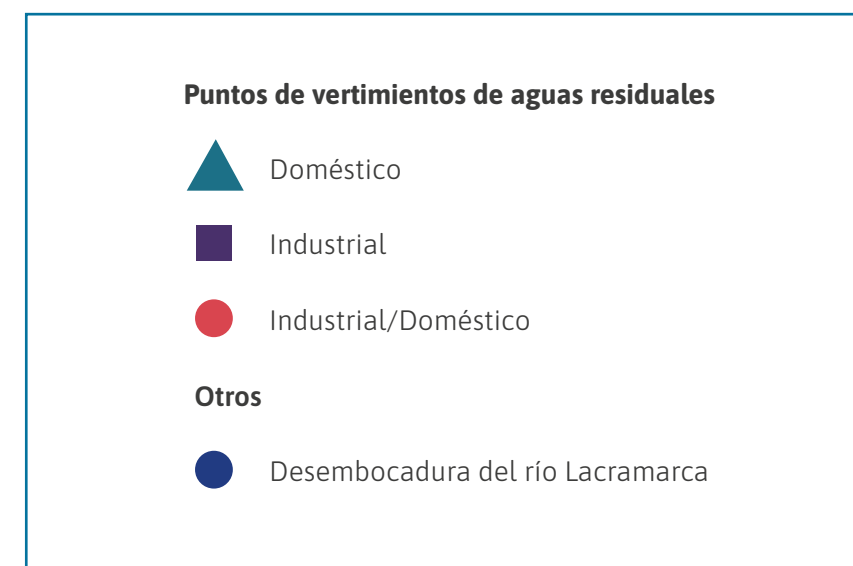 Puntos de vertimientos de aguas residuales
Doméstico
Industrial
Industrial/Doméstico
Otros
Desembocadura del río Lacramarca